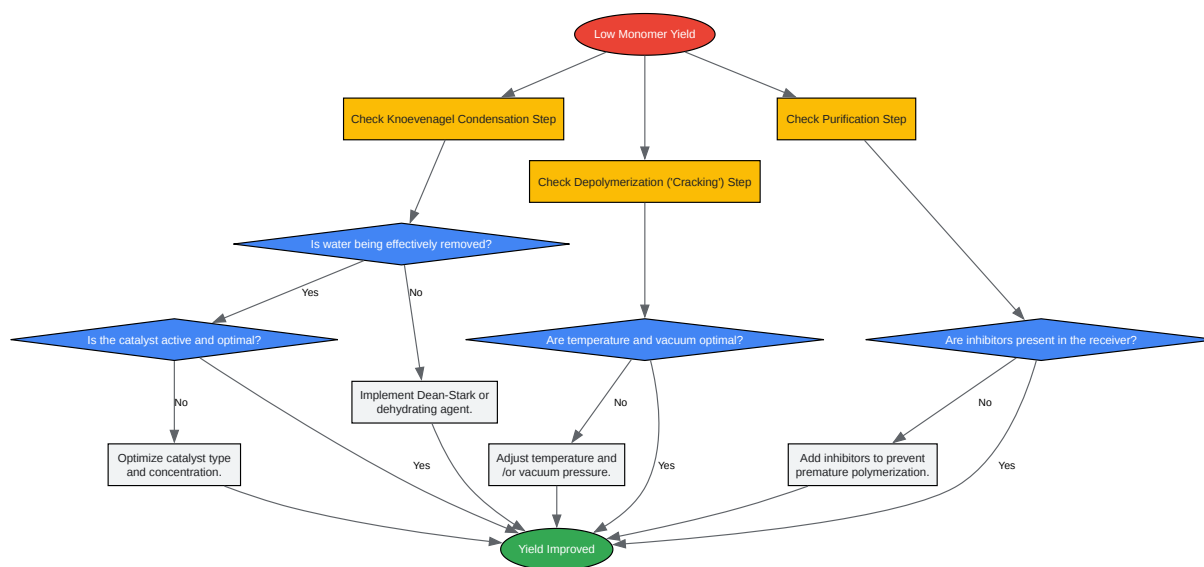 Low Monomer Yield
Check Knoevenagel Condensation Step
Check Purification Step
Check Depolymerization ('Cracking') Step
Is water being effectively removed?
Yes
No
Is the catalyst active and optimal?
Are temperature and vacuum optimal?
Are inhibitors present in the receiver?
No
Implement Dean-Stark or
dehydrating agent.
No
No
Optimize catalyst type
and concentration.
Yes
Adjust temperature and
/or vacuum pressure.
Yes
Add inhibitors to prevent
premature polymerization.
Yes
Yield Improved